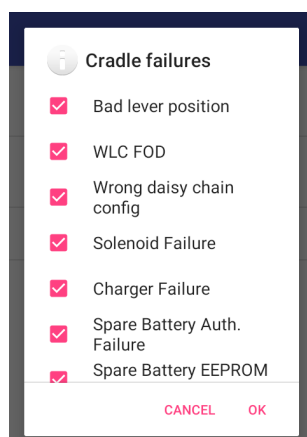 Cradle failures
Bad lever position
WLC FOD
Wrong daisy chain
config
Solenoid Failure
Charger Failure
Spare Battery Auth.
Failure
Spare Battery EEPROM
CANCEL OK